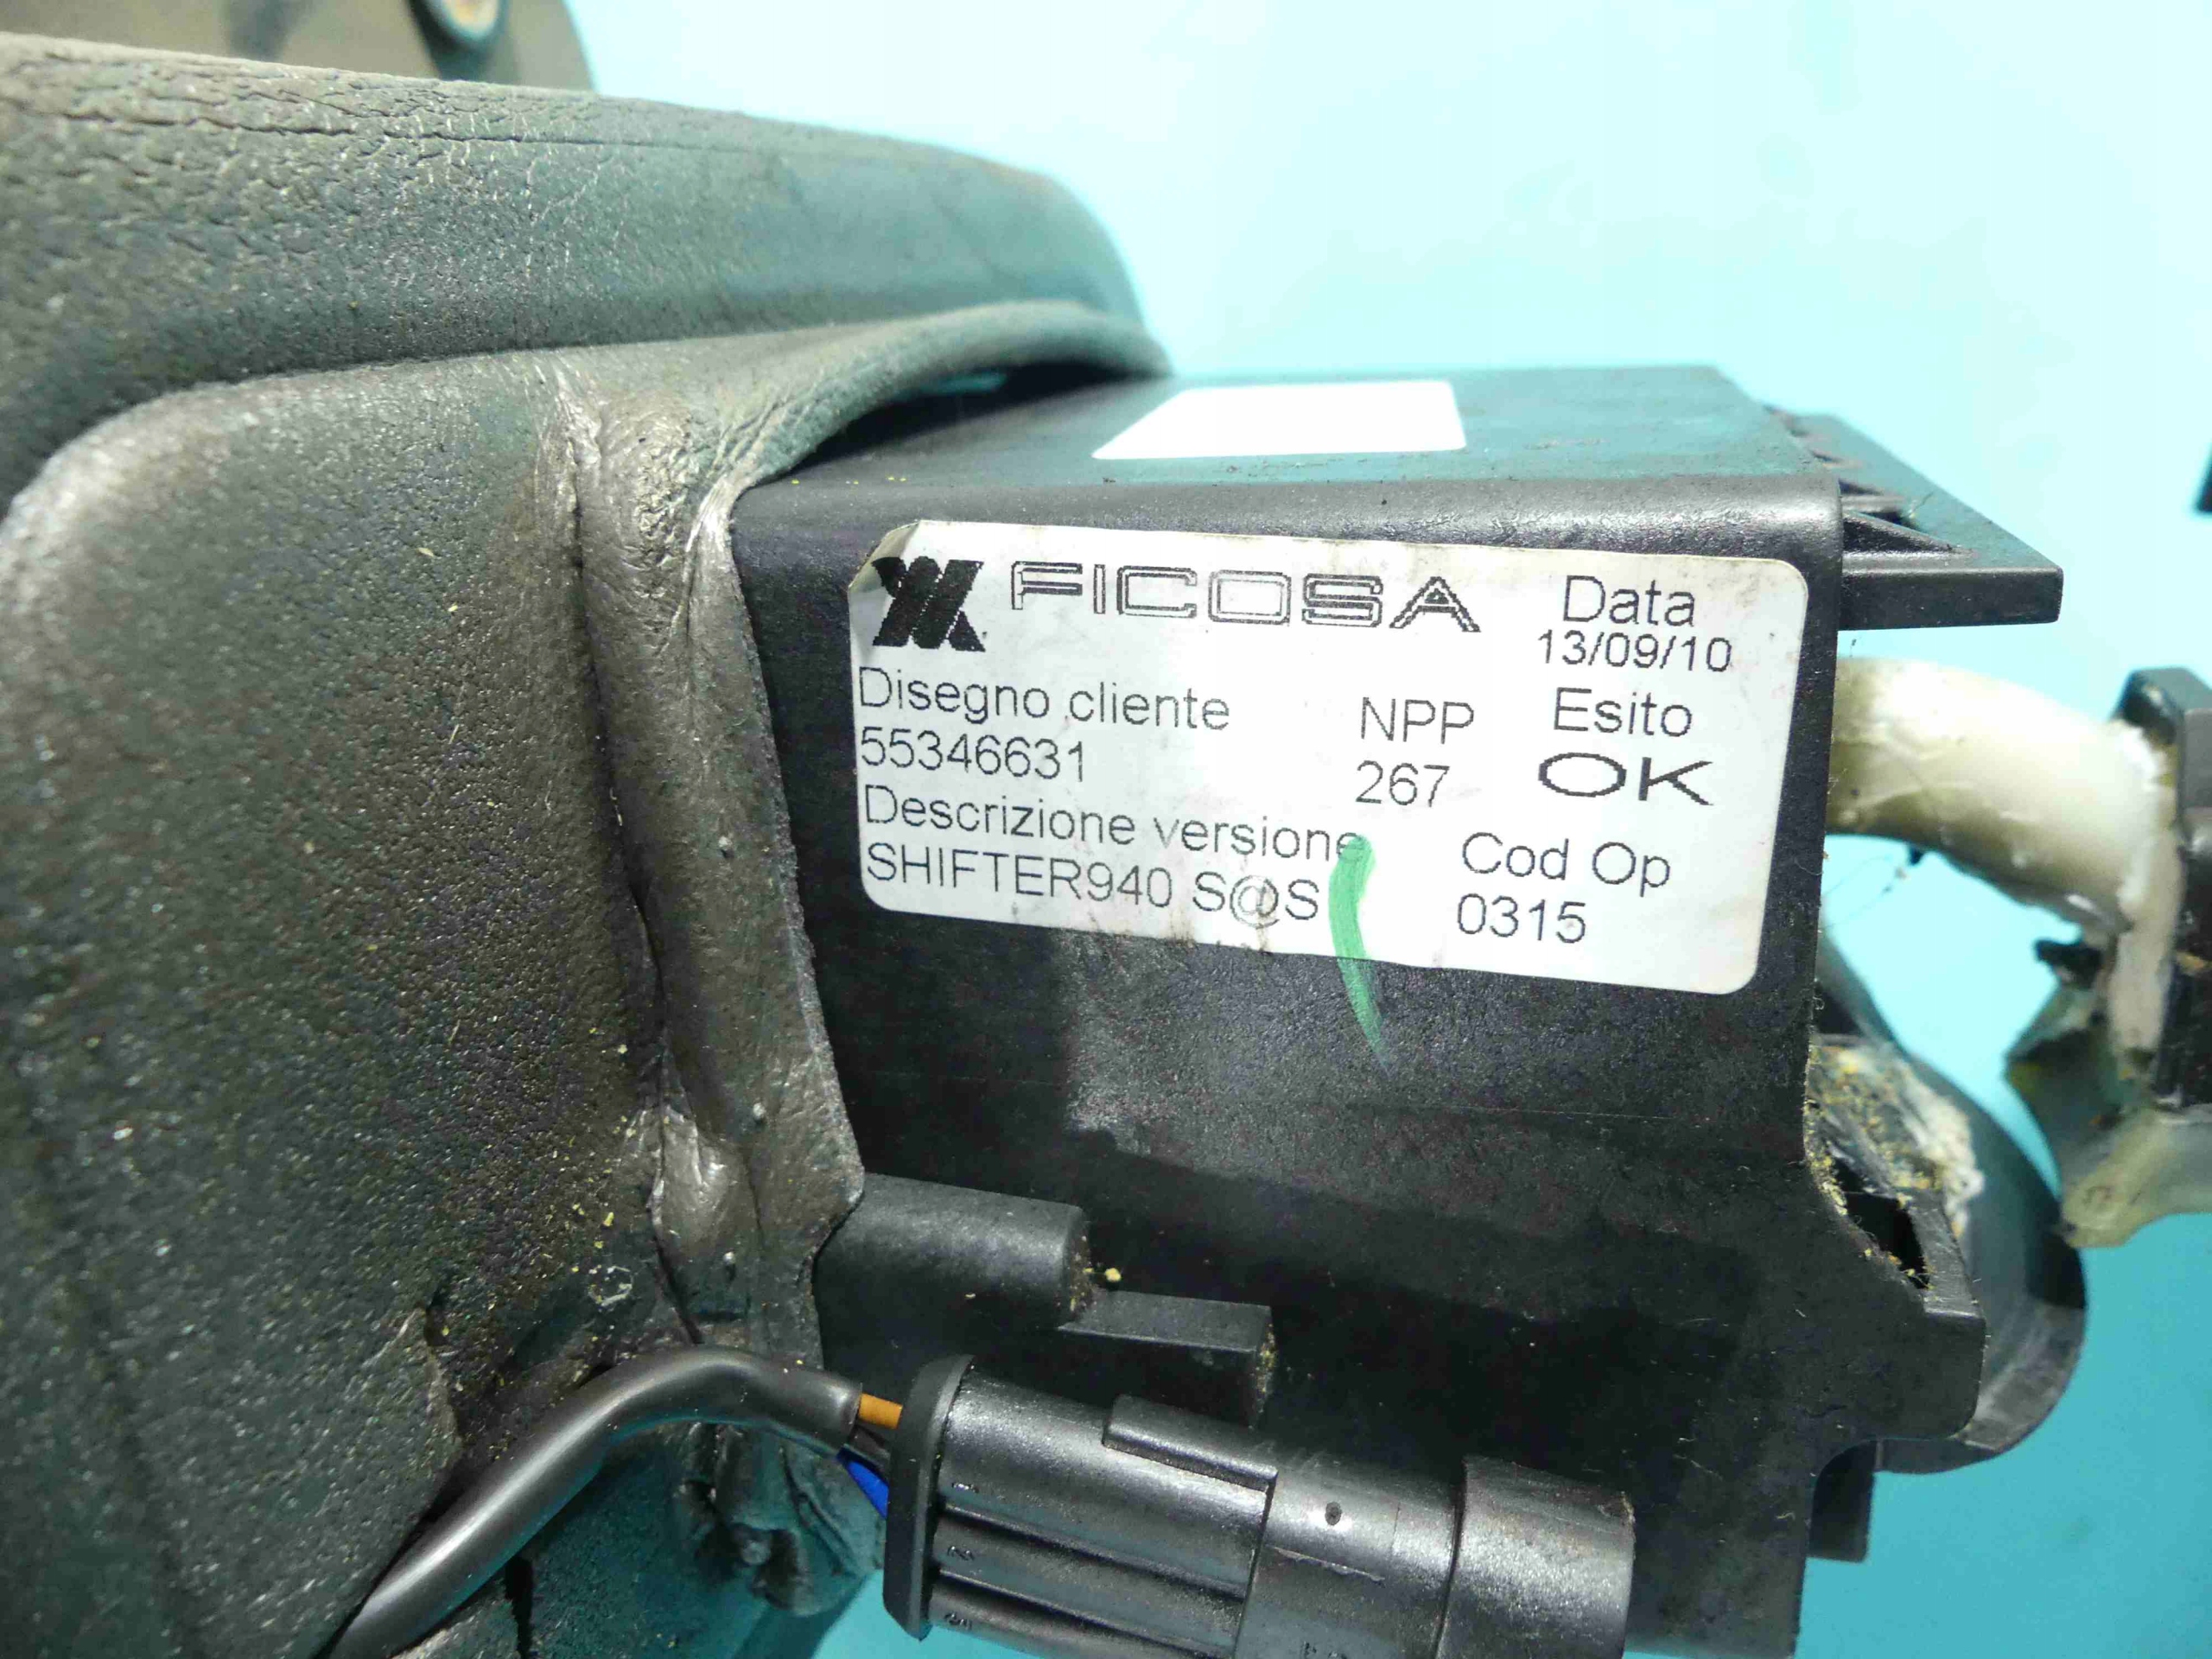 FICOSA
Data
13/09/10
Disegno cliente
55346631
NPP
267
Esito
OK
Descrizione versione
SHIFTER940 S@S
Cod Op
0315